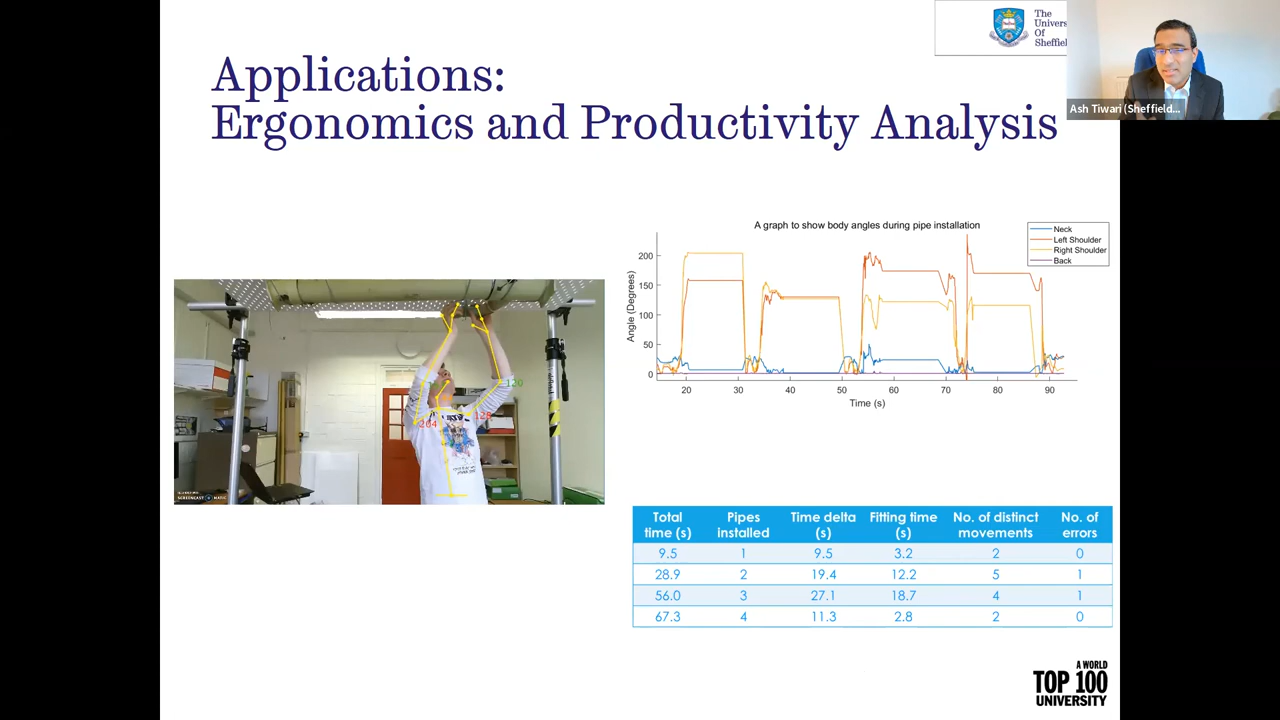 The
Univers
Of
Sheffiel
Ash Tiwari (Sheffield...
Applications:
Ergonomics and Productivity Analysis
A graph to show body angles during pipe installation
Neck
Left Shoulder
Right Shoulder
Back
Angle (Degrees)
200
150
100
50
0
20 30 40 50 60 70 80 90
Time (s)
120
125
204
SCREENCAST MATIC
Total time (s) Pipes installed Time delta (s) Fitting time (s) No. of distinct movements No. of errors
9.5 1 9.5 3.2 2 0
28.9 2 19.4 12.2 5 1
56.0 3 27.1 18.7 4 1
67.3 4 11.3 2.8 2 0
A WORLD
TOP 100
UNIVERSITY